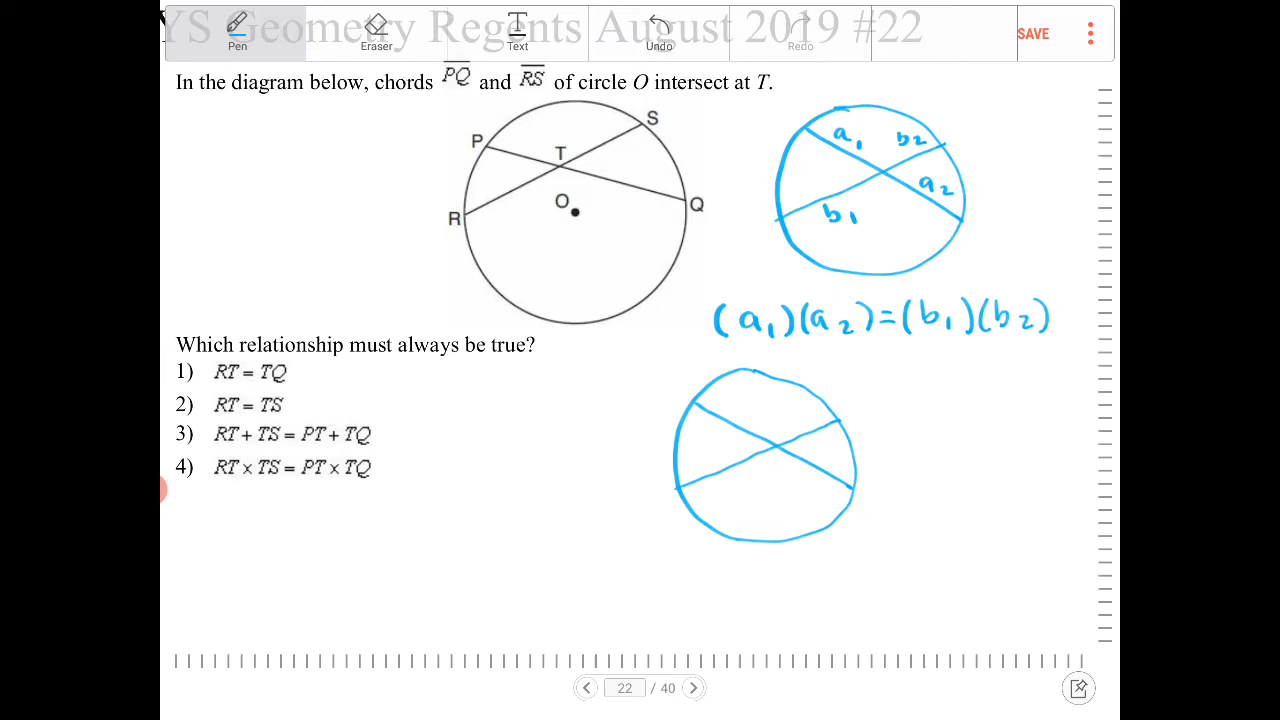 YS Geometry Regents August 2019 #22
Pen Eraser Text Undo Redo SAVE
In the diagram below, chords PQ and RS of circle O intersect at T.
S
P
T
O
Q
R
a₁ b₂
a₂
b₁
(a₁)(a₂)=(b₁)(b₂)
Which relationship must always be true?
1) RT = TQ
2) RT = TS
3) RT + TS = PT + TQ
4) RT × TS = PT × TQ
22 / 40